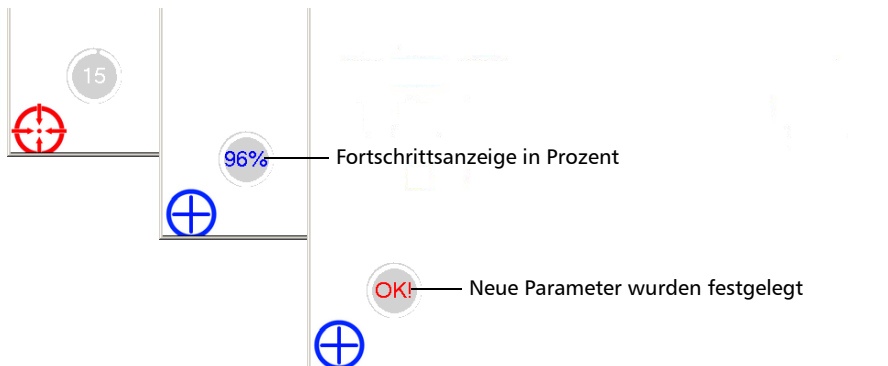 15
96%
Fortschrittsanzeige in Prozent
OK!
Neue Parameter wurden festgelegt